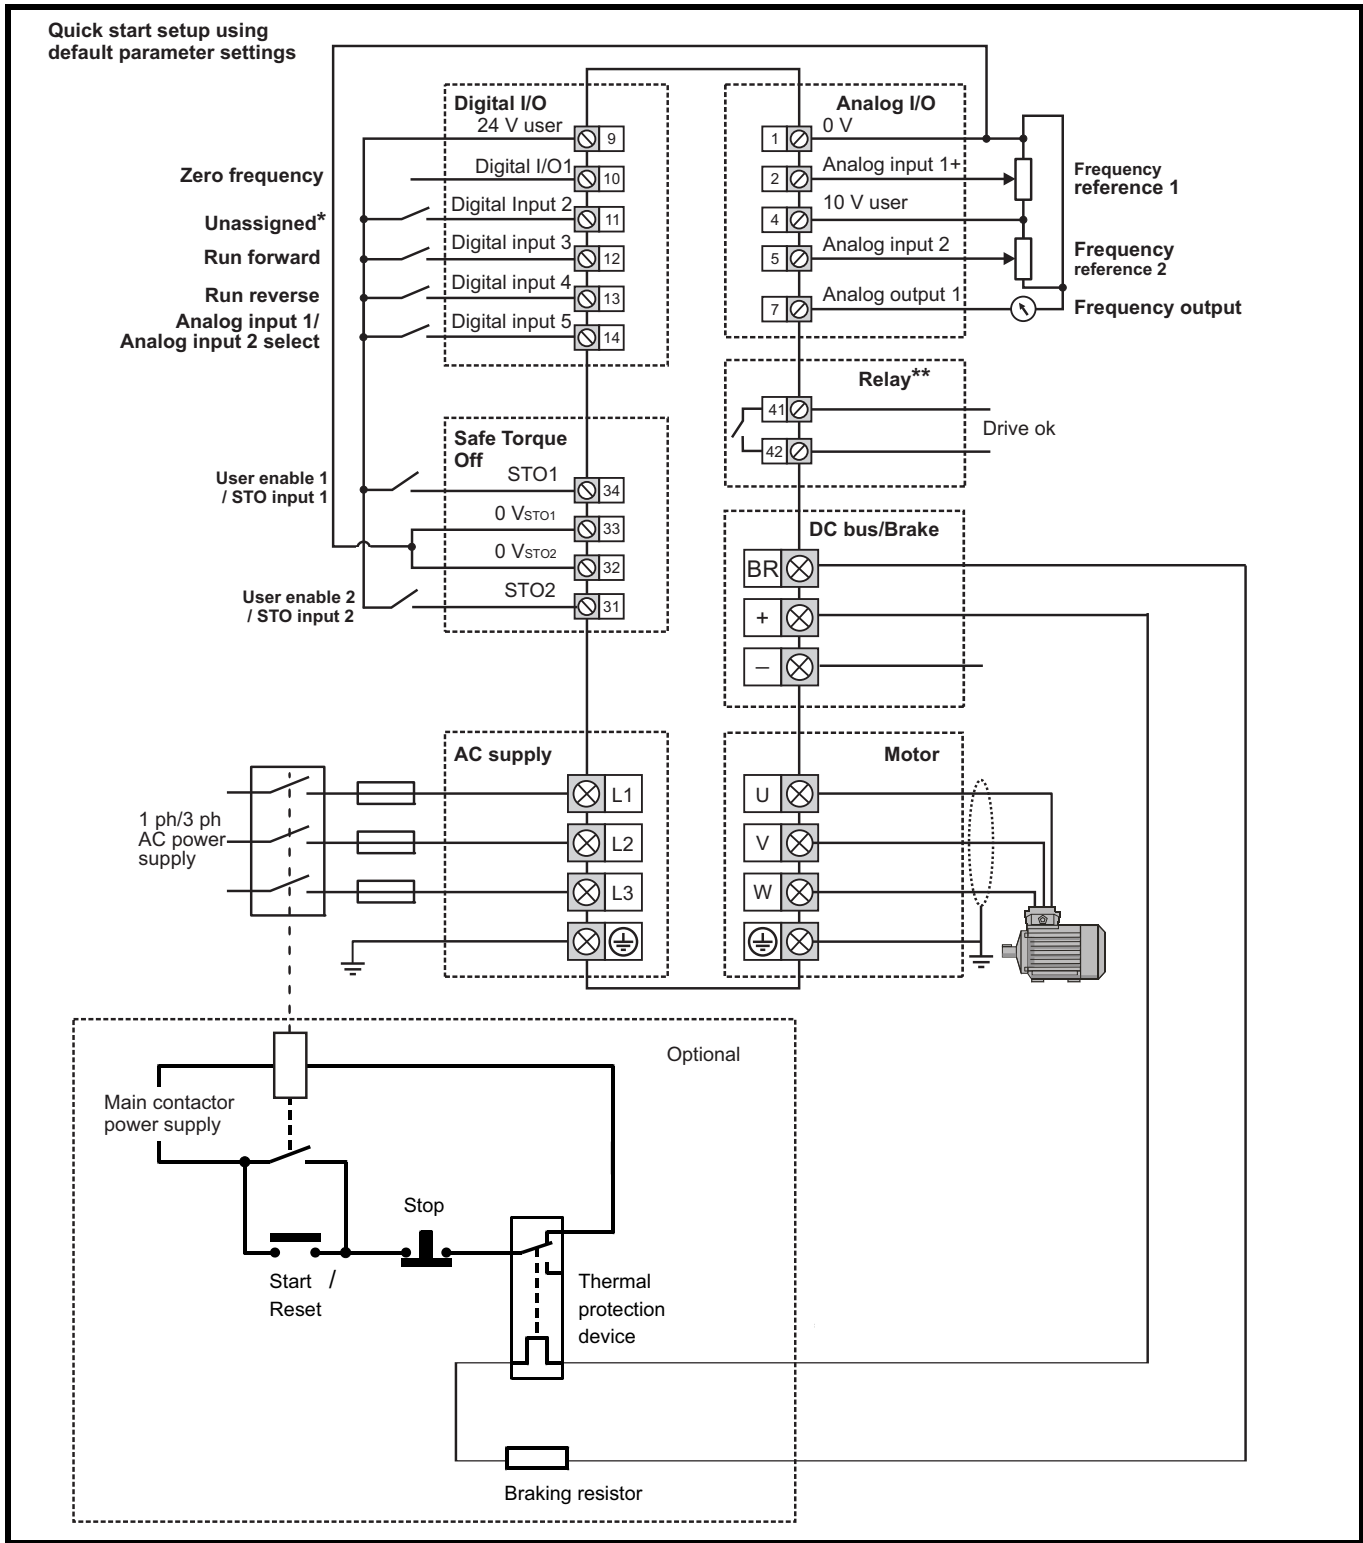 Quick start setup using
default parameter settings
Digital I/O
24 V user
9
Zero frequency
Digital I/O1
10
Unassigned*
Digital Input 2
11
Run forward
Digital input 3
12
Run reverse
Digital input 4
13
Analog input 1/
Analog input 2 select
Digital input 5
14
Analog I/O
1
0 V
2
Analog input 1+
Frequency
reference 1
4
10 V user
5
Analog input 2
Frequency
reference 2
7
Analog output 1
Frequency output
Relay**
41
42
Drive ok
Safe Torque
Off
User enable 1
/ STO input 1
STO1
34
0 VSTO1
33
0 VSTO2
32
User enable 2
/ STO input 2
STO2
31
DC bus/Brake
BR
+
–
AC supply
1 ph/3 ph
AC power
supply
L1
L2
L3
Motor
U
V
W
Optional
Main contactor
power supply
Stop
Start /
Reset
Thermal
protection
device
Braking resistor